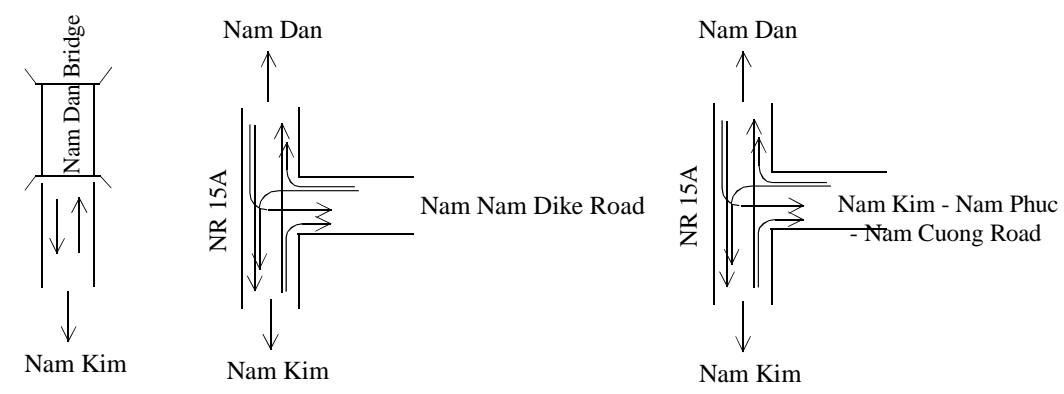 Nam Dan Bridge
Nam Kim
Nam Dan
NR 15A
Nam Nam Dike Road
Nam Kim
Nam Dan
NR 15A
Nam Kim - Nam Phuc
- Nam Cuong Road
Nam Kim